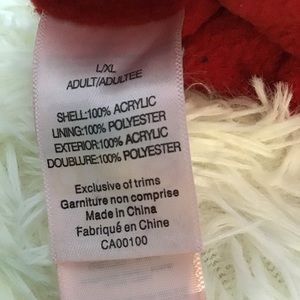 L/XL
ADULT/ADULTEE
SHELL:100% ACRYLIC
LINING:100% POLYESTER
EXTERIOR:100% ACRYLIC
DOUBLURE:100% POLYESTER
Exclusive of trims
Garniture non comprise
Made in China
Fabriqué en Chine
CA00100